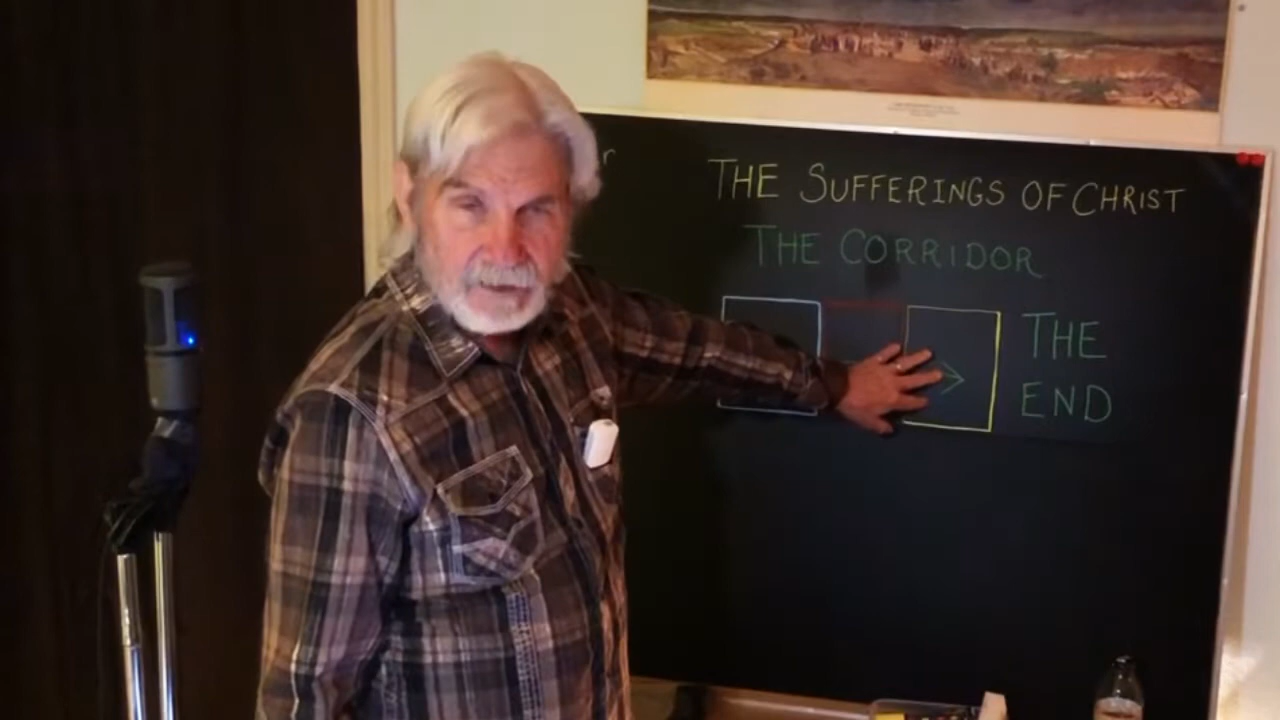 r
THE SUFFERINGS OF CHRIST
THE CORRIDOR
THE
END